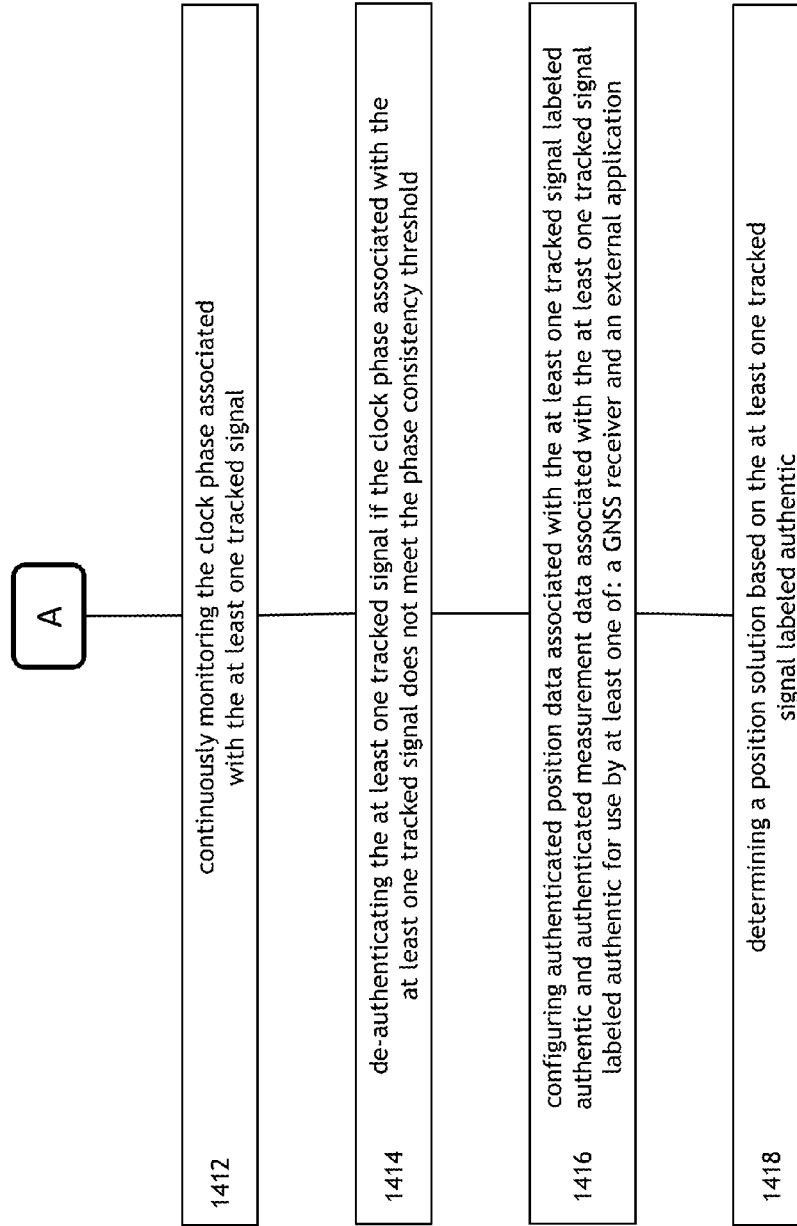 A
1412
continuously monitoring the clock phase associated
with the at least one tracked signal
1414
de-authenticating the at least one tracked signal if the clock phase associated with the
at least one tracked signal does not meet the phase consistency threshold
1416
configuring authenticated position data associated with the at least one tracked signal labeled
authentic and authenticated measurement data associated with the at least one tracked signal
labeled authentic for use by at least one of: a GNSS receiver and an external application
1418
determining a position solution based on the at least one tracked
signal labeled authentic